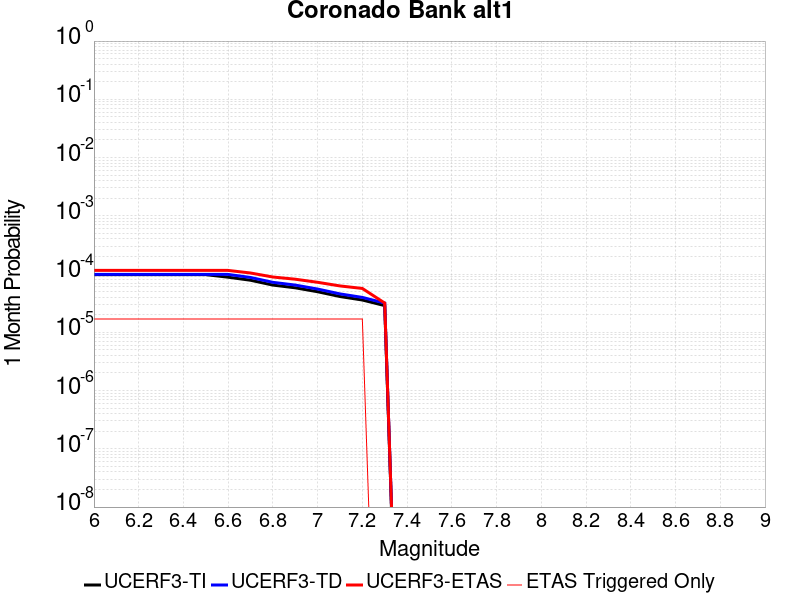 Coronado Bank alt1
1 Month Probability
10^0
10^-1
10^-2
10^-3
10^-4
10^-5
10^-6
10^-7
10^-8
6 6.2 6.4 6.6 6.8 7 7.2 7.4 7.6 7.8 8 8.2 8.4 8.6 8.8 9
Magnitude
UCERF3-TI UCERF3-TD UCERF3-ETAS ETAS Triggered Only